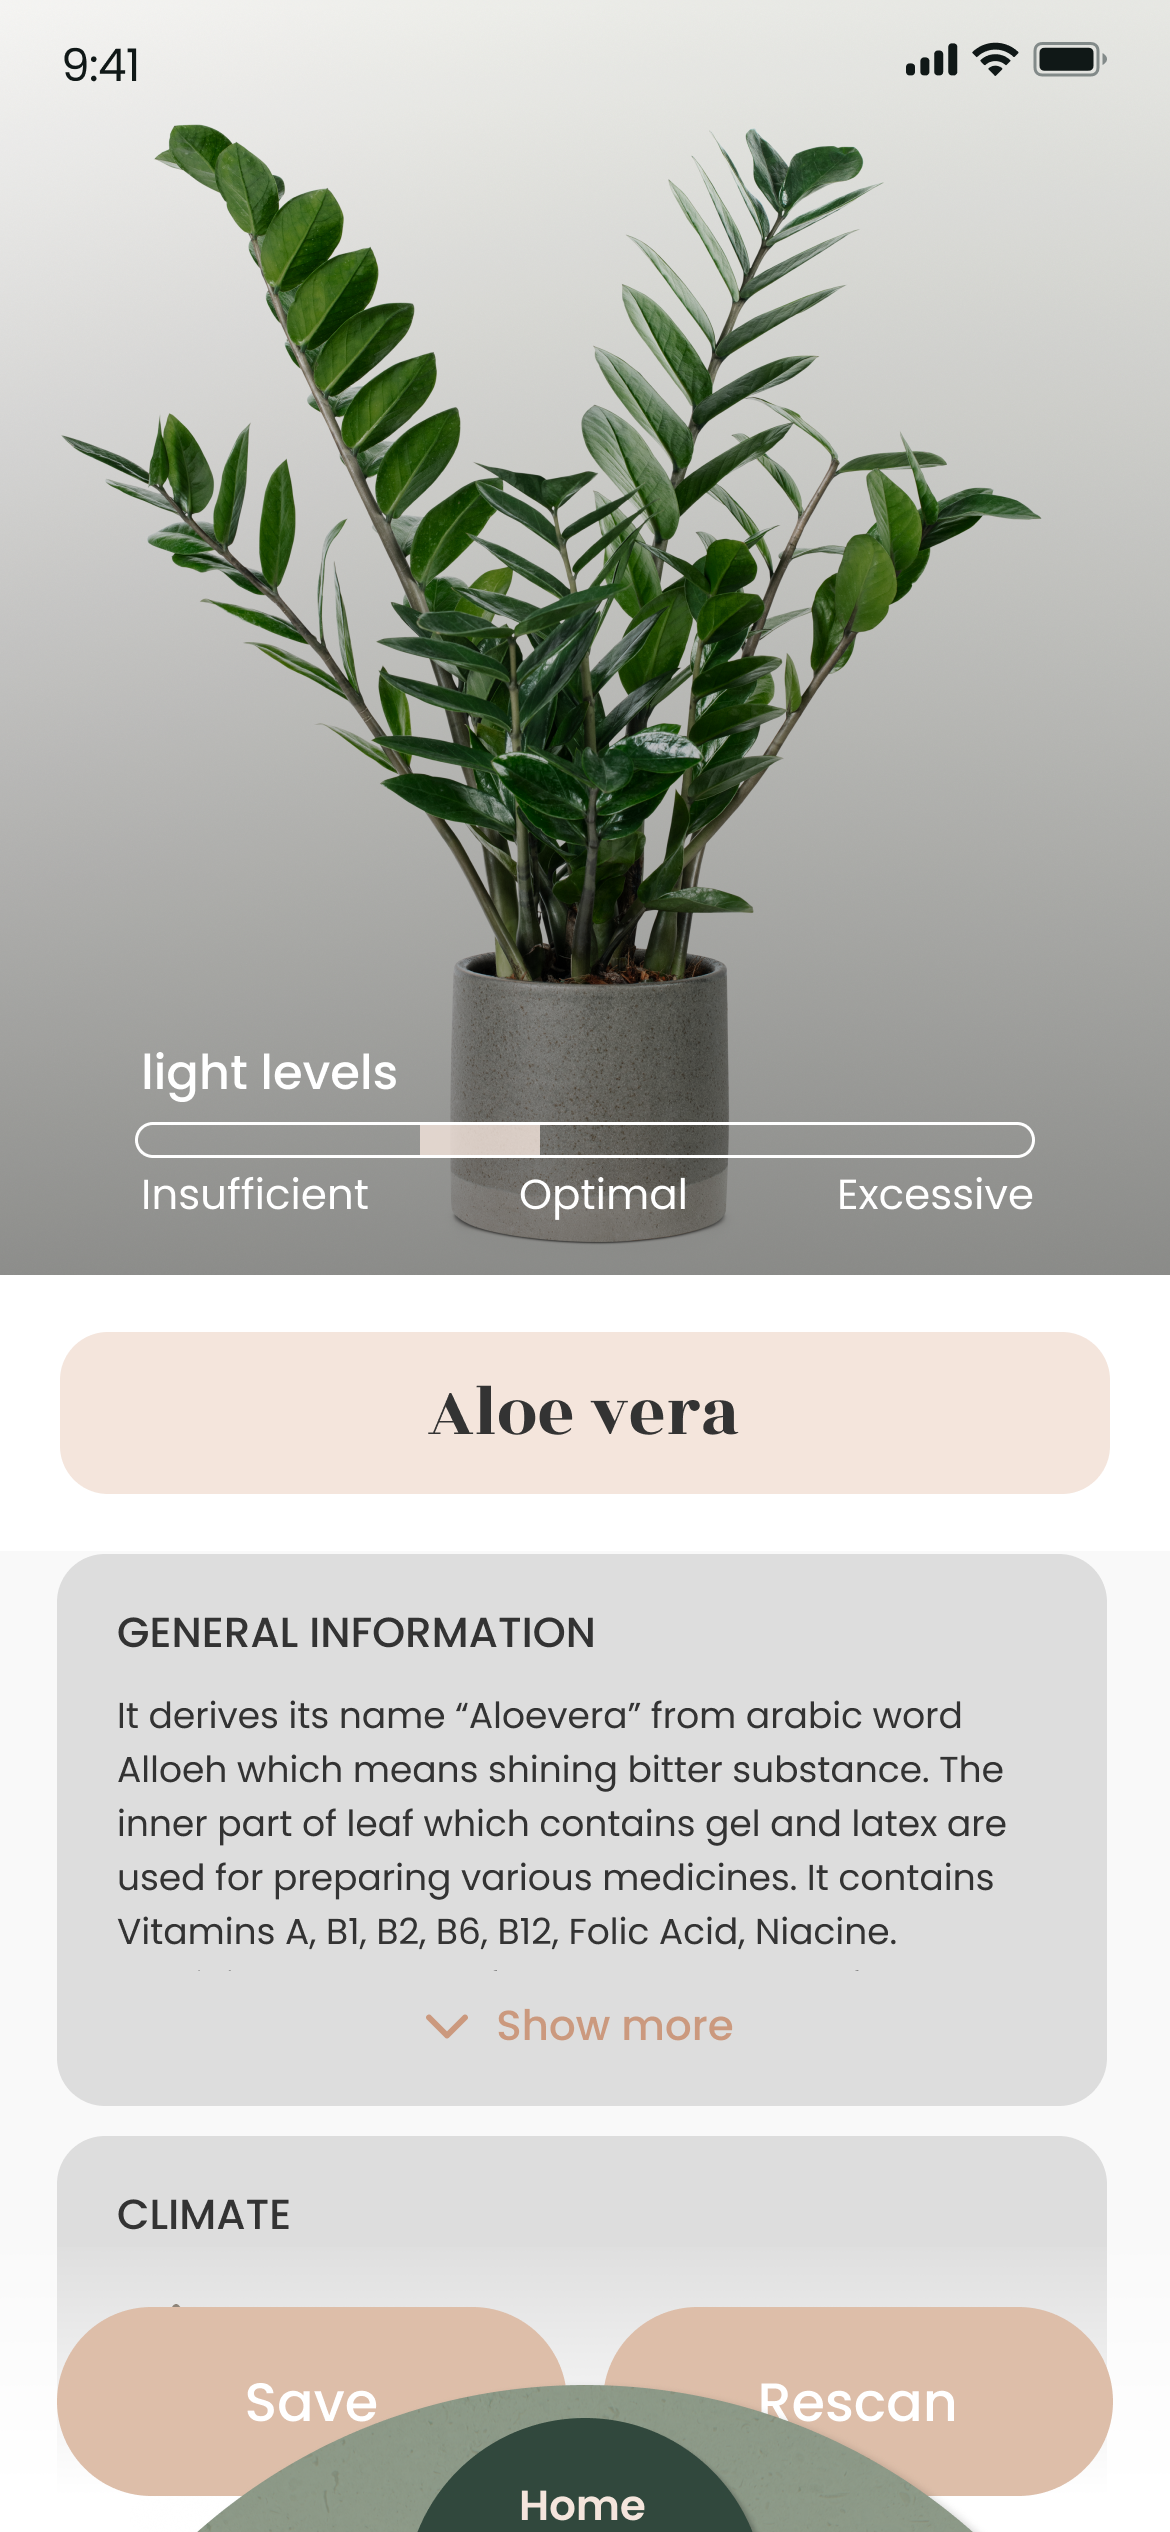 9:41
light levels
Insufficient Optimal Excessive
Aloe vera
GENERAL INFORMATION
It derives its name “Aloevera” from arabic word
Alloeh which means shining bitter substance. The
inner part of leaf which contains gel and latex are
used for preparing various medicines. It contains
Vitamins A, B1, B2, B6, B12, Folic Acid, Niacine.
Show more
CLIMATE
Save Rescan
Home